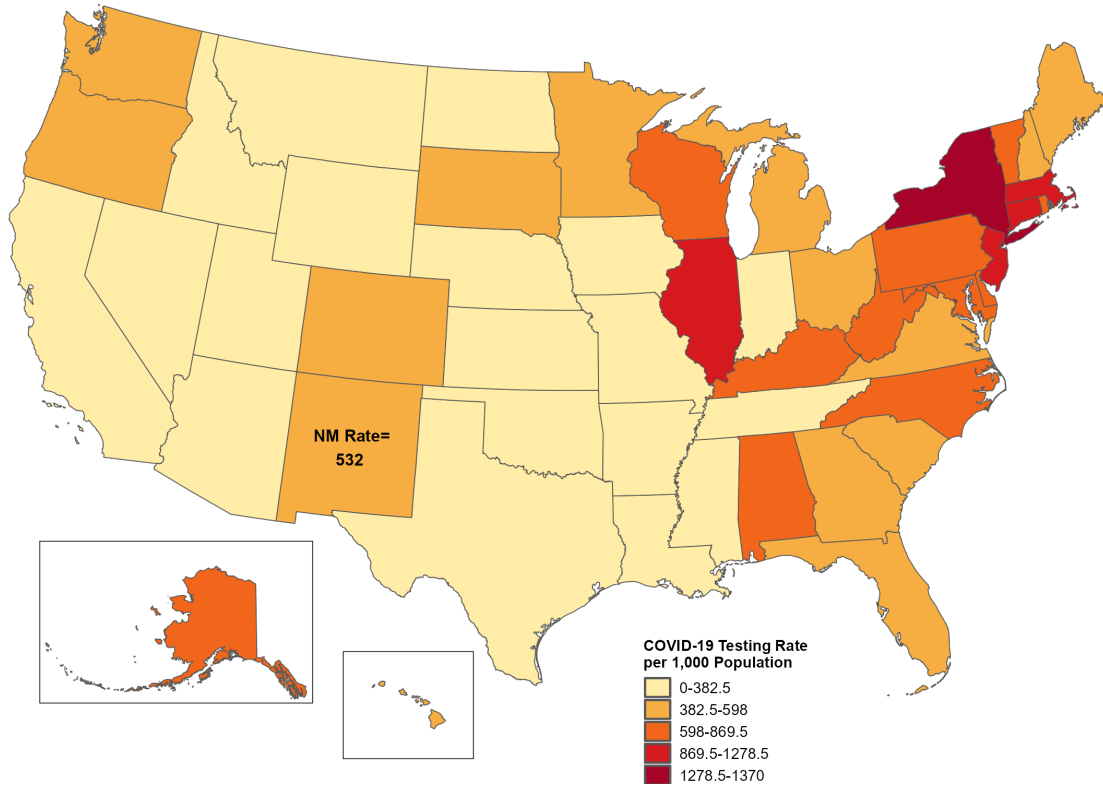 NM Rate=
532
COVID-19 Testing Rate
per 1,000 Population
0-382.5
382.5-598
598-869.5
869.5-1278.5
1278.5-1370